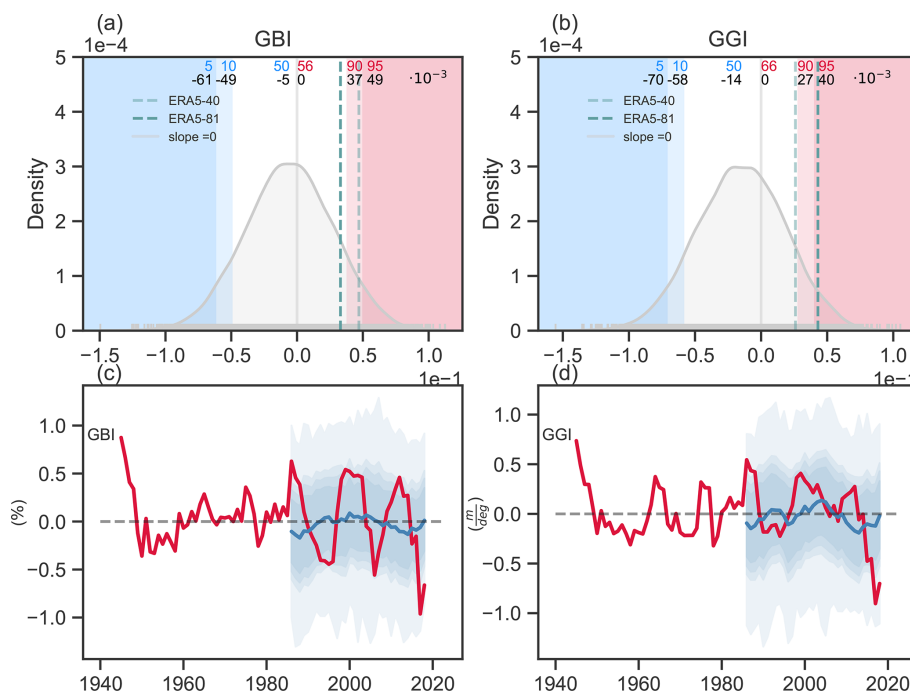 (a)
GBI
1e−4
5 10 50 56 90 95
-61 -49 -5 0 37 49 ·10⁻³
ERA5-40
ERA5-81
slope =0
Density
5
4
3
2
1
0
−1.5 −1.0 −0.5 0.0 0.5 1.0
1e−1
(b)
GGI
1e−4
5 10 50 66 90 95
-70 -58 -14 0 27 40 ·10⁻³
ERA5-40
ERA5-81
slope =0
Density
5
4
3
2
1
0
−1.5 −1.0 −0.5 0.0 0.5 1.0
(c)
GBI
(%)
1.0
0.5
0.0
−0.5
−1.0
1940 1960 1980 2000 2020
(d)
GGI
(m/deg)
1.0
0.5
0.0
−0.5
−1.0
1940 1960 1980 2000 2020